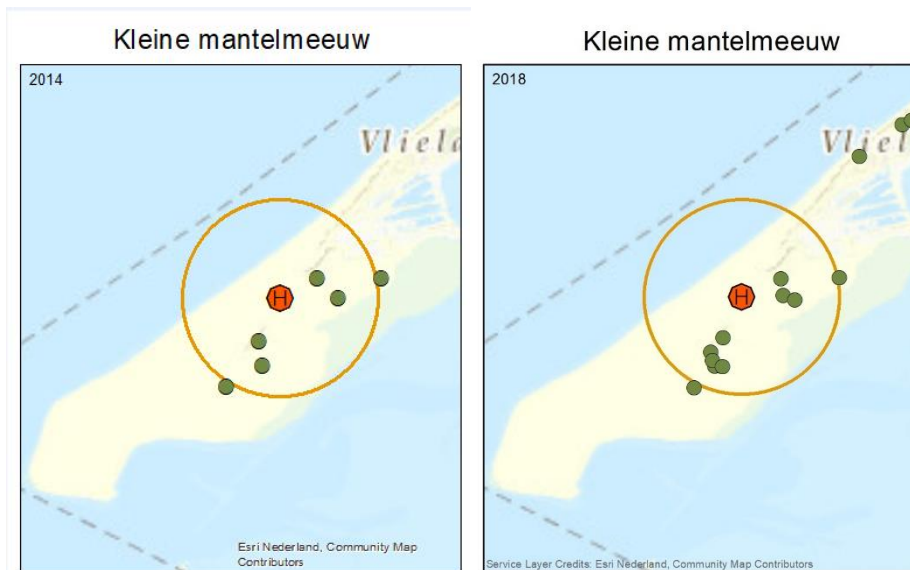 Kleine mantelmeeuw
2014
Vliela
H
Esri Nederland, Community Map
Contributors
Kleine mantelmeeuw
2018
Vliel
H
Service Layer Credits: Esri Nederland, Community Map Contributors